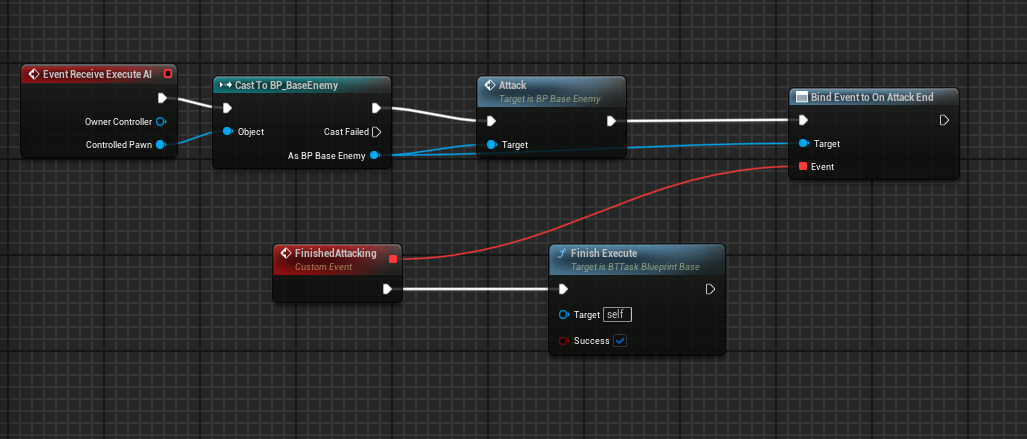 Event Receive Execute AI
Owner Controller
Controlled Pawn
Cast To BP_BaseEnemy
Object
Cast Failed
As BP Base Enemy
Attack
Target is BP Base Enemy
Target
Bind Event to On Attack End
Target
Event
FinishedAttacking
Custom Event
Finish Execute
Target is BTTask Blueprint Base
Target self
Success